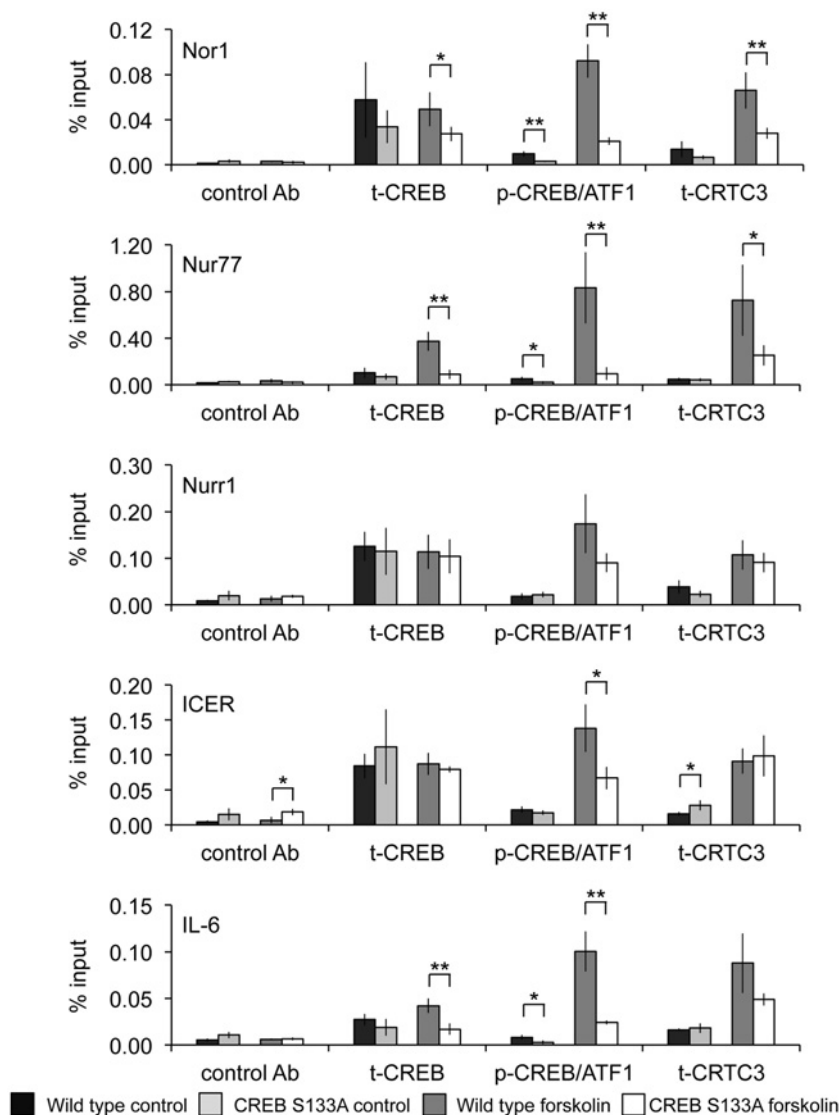 0.12
**
Nor1
**
*
0.08
% input
0.04
**
0.00
control Ab t-CREB p-CREB/ATF1 t-CRTC3
1.20
**
Nur77
*
0.80
% input
**
0.40
*
0.00
control Ab t-CREB p-CREB/ATF1 t-CRTC3
0.30
Nurr1
0.20
% input
0.10
0.00
control Ab t-CREB p-CREB/ATF1 t-CRTC3
0.20
*
ICER
0.15
% input
0.10
*
*
0.05
0.00
control Ab t-CREB p-CREB/ATF1 t-CRTC3
0.15
**
IL-6
0.10
% input
**
0.05
*
0.00
control Ab t-CREB p-CREB/ATF1 t-CRTC3
Wild type control CREB S133A control Wild type forskolin CREB S133A forskolin